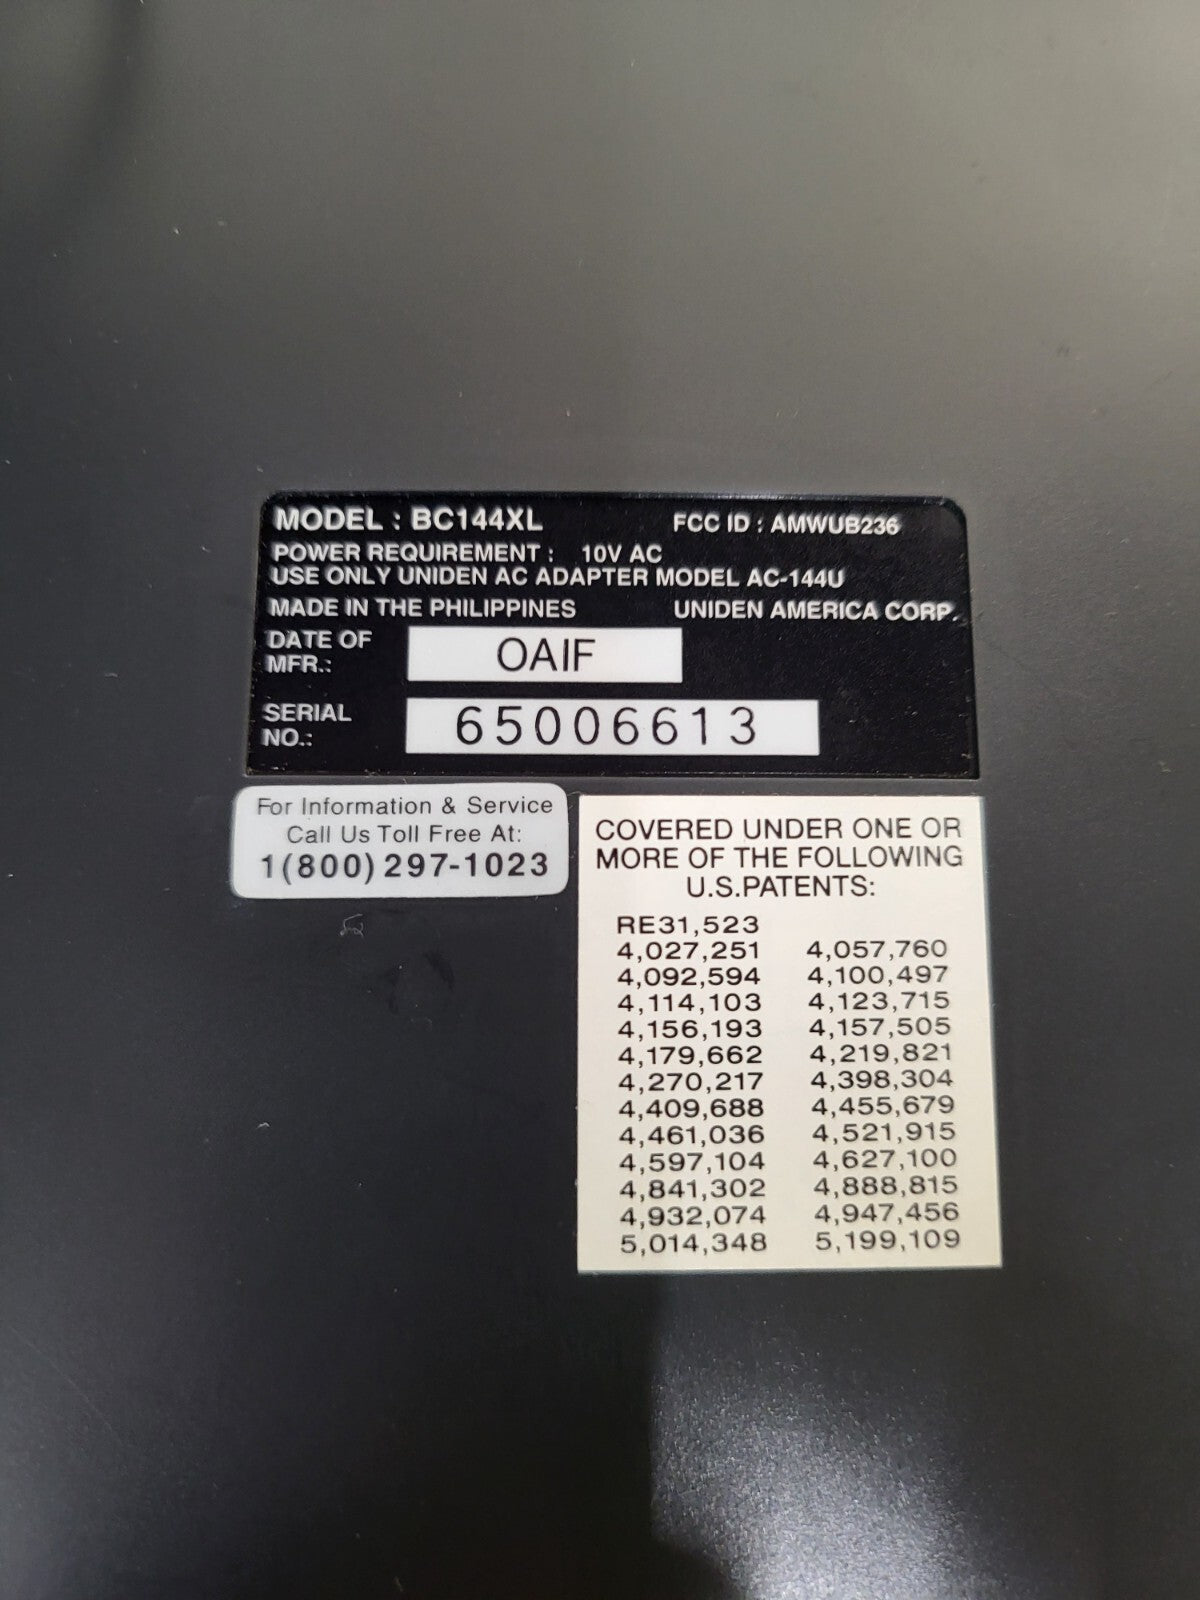 MODEL : BC144XL FCC ID : AMWUB236
POWER REQUIREMENT : 10V AC
USE ONLY UNIDEN AC ADAPTER MODEL AC-144U
MADE IN THE PHILIPPINES UNIDEN AMERICA CORP.
DATE OF
MFR.: OAIF
SERIAL
NO.: 65006613
For Information & Service
Call Us Toll Free At:
1(800) 297-1023
COVERED UNDER ONE OR
MORE OF THE FOLLOWING
U.S.PATENTS:
RE31,523
4,027,251 4,057,760
4,092,594 4,100,497
4,114,103 4,123,715
4,156,193 4,157,505
4,179,662 4,219,821
4,270,217 4,398,304
4,409,688 4,455,679
4,461,036 4,521,915
4,597,104 4,627,100
4,841,302 4,888,815
4,932,074 4,947,456
5,014,348 5,199,109